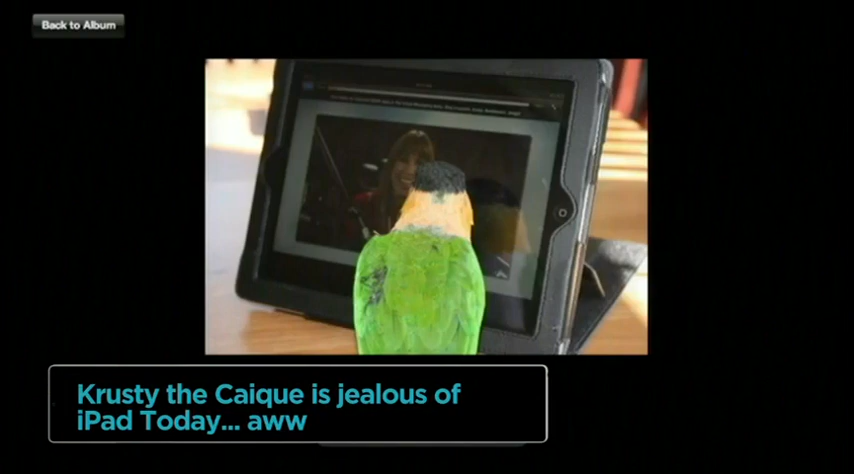 Back to Album
Krusty the Caique is jealous of
iPad Today... aww